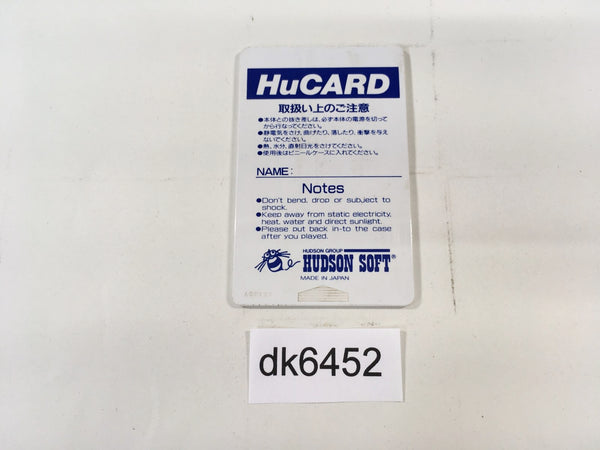 HuCARD
取扱い上のご注意
●本体との抜き差しは、必ず本体の電源を切って
から行なってください。
●静電気をさけ、曲げたり、落したり、衝撃を与え
ないでください。
●熱、水分、直射日光をさけてください。
●使用後はビニールケースに入れてください。
NAME:
Notes
●Don't bend, drop or subject to
shock.
●Keep away from static electricity,
heat, water and direct sunlight.
●Please put back in-to the case
after you played.
HUDSON GROUP
HUDSON SOFT®
MADE IN JAPAN
dk6452